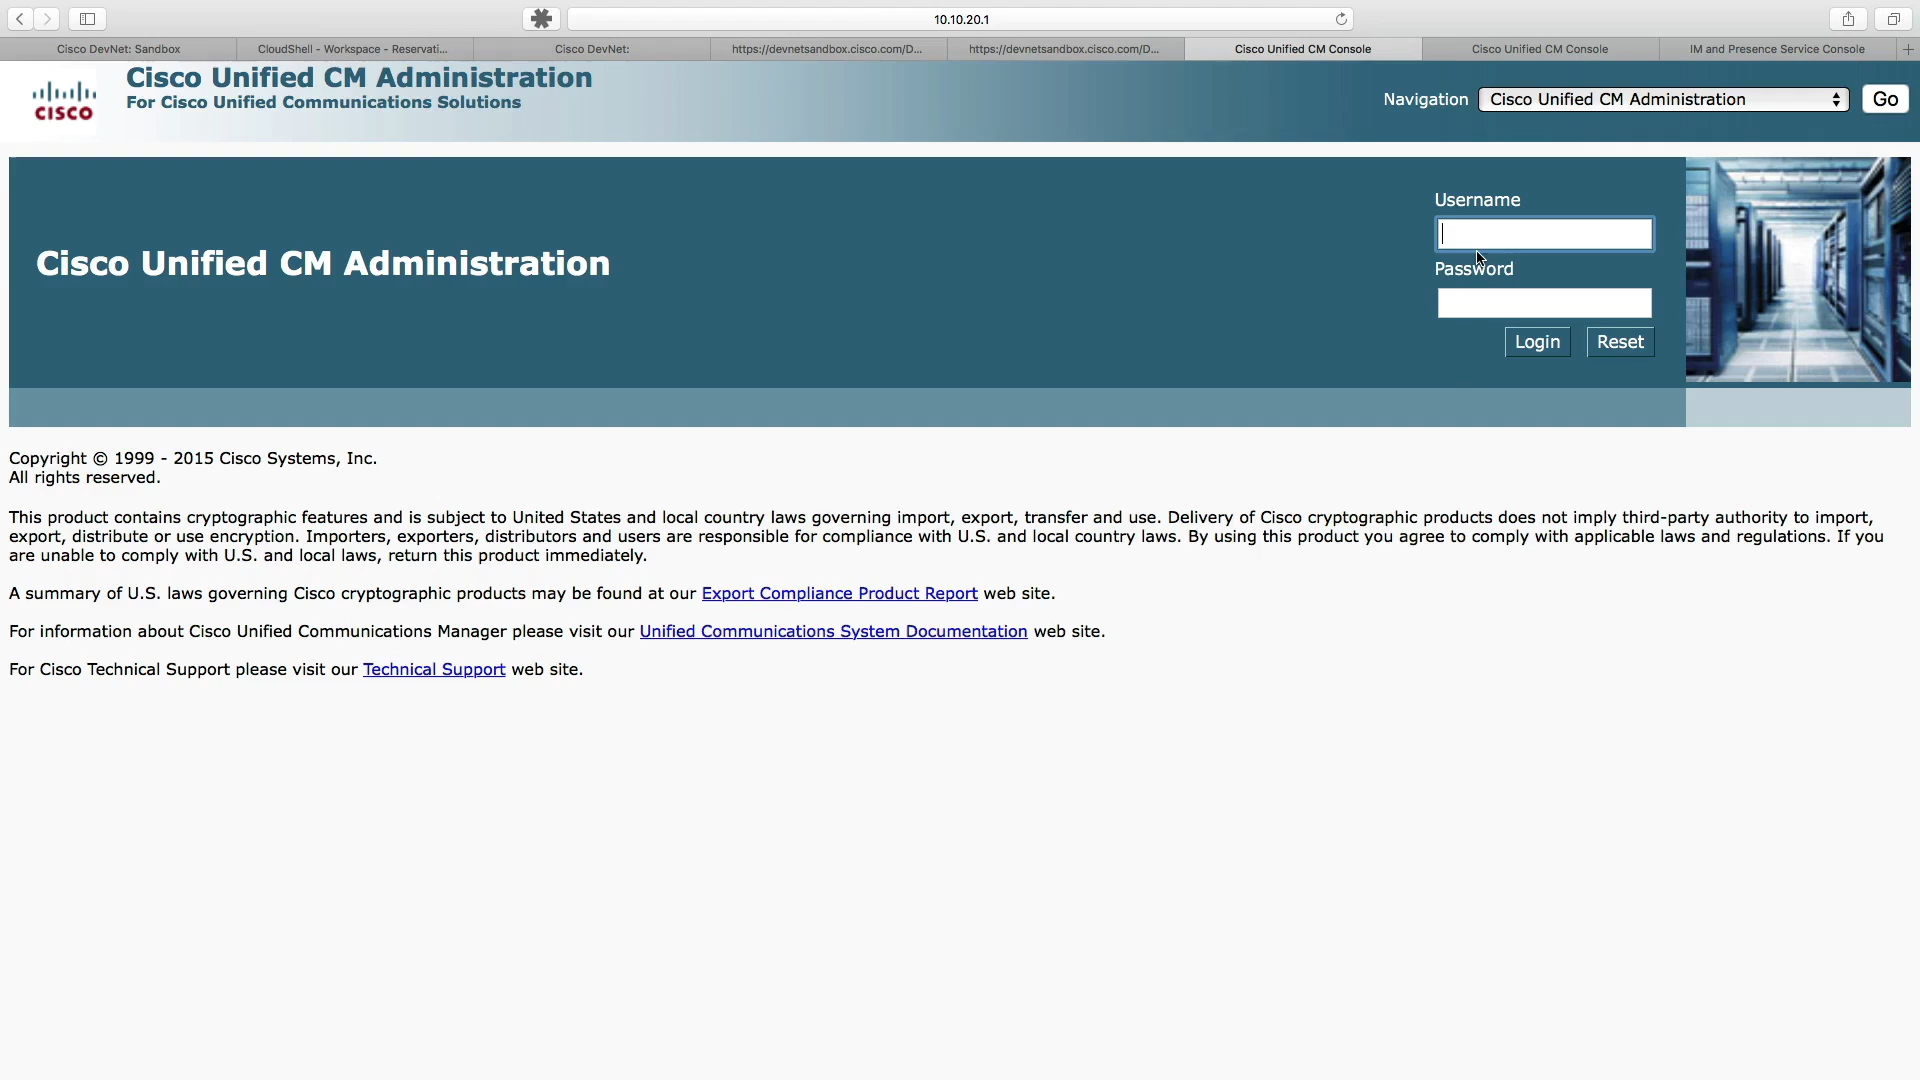 10.10.20.1
Cisco DevNet: Sandbox
CloudShell - Workspace - Reservati...
Cisco DevNet:
https://devnetsandbox.cisco.com/D...
https://devnetsandbox.cisco.com/D...
Cisco Unified CM Console
Cisco Unified CM Console
IM and Presence Service Console
CISCO
Cisco Unified CM Administration
For Cisco Unified Communications Solutions
Navigation
Cisco Unified CM Administration
Go
Cisco Unified CM Administration
Username
Password
Login
Reset
Copyright © 1999 - 2015 Cisco Systems, Inc.
All rights reserved.
This product contains cryptographic features and is subject to United States and local country laws governing import, export, transfer and use. Delivery of Cisco cryptographic products does not imply third-party authority to import,
export, distribute or use encryption. Importers, exporters, distributors and users are responsible for compliance with U.S. and local country laws. By using this product you agree to comply with applicable laws and regulations. If you
are unable to comply with U.S. and local laws, return this product immediately.
A summary of U.S. laws governing Cisco cryptographic products may be found at our Export Compliance Product Report web site.
For information about Cisco Unified Communications Manager please visit our Unified Communications System Documentation web site.
For Cisco Technical Support please visit our Technical Support web site.